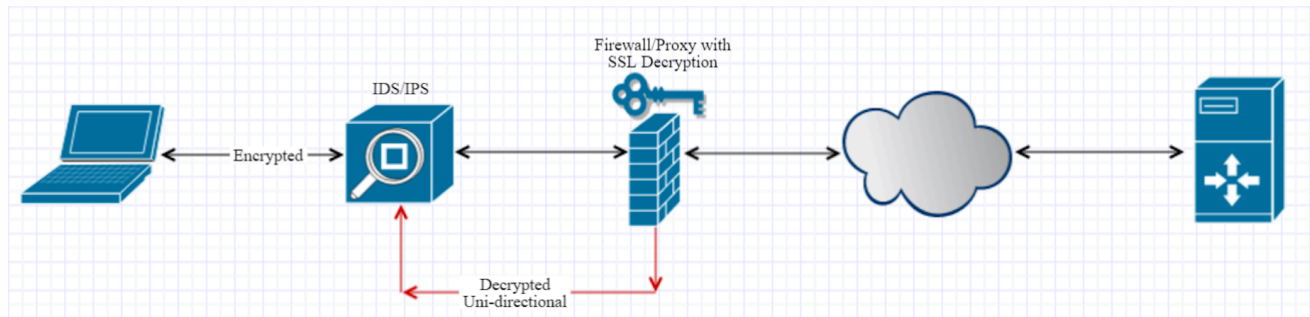 Firewall/Proxy with
SSL Decryption
IDS/IPS
Encrypted
Decrypted
Uni-directional